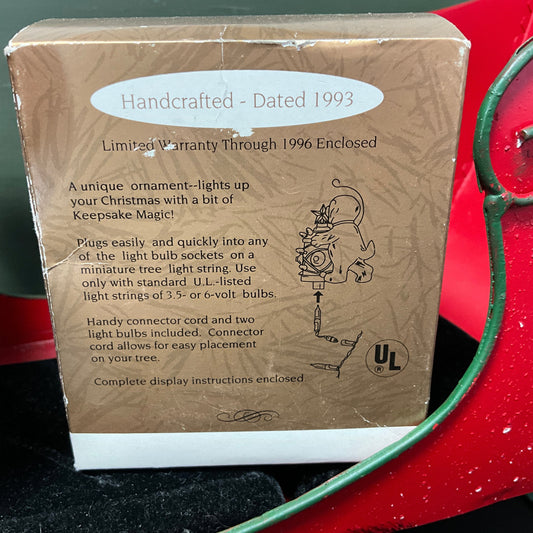 Handcrafted - Dated 1993
Limited Warranty Through 1996 Enclosed
A unique ornament--lights up
your Christmas with a bit of
Keepsake Magic!
Plugs easily and quickly into any
of the light bulb sockets on a
miniature tree light string. Use
only with standard U.L.-listed
light strings of 3.5- or 6-volt bulbs.
Handy connector cord and two
light bulbs included. Connector
cord allows for easy placement
on your tree.
Complete display instructions enclosed
UL
®